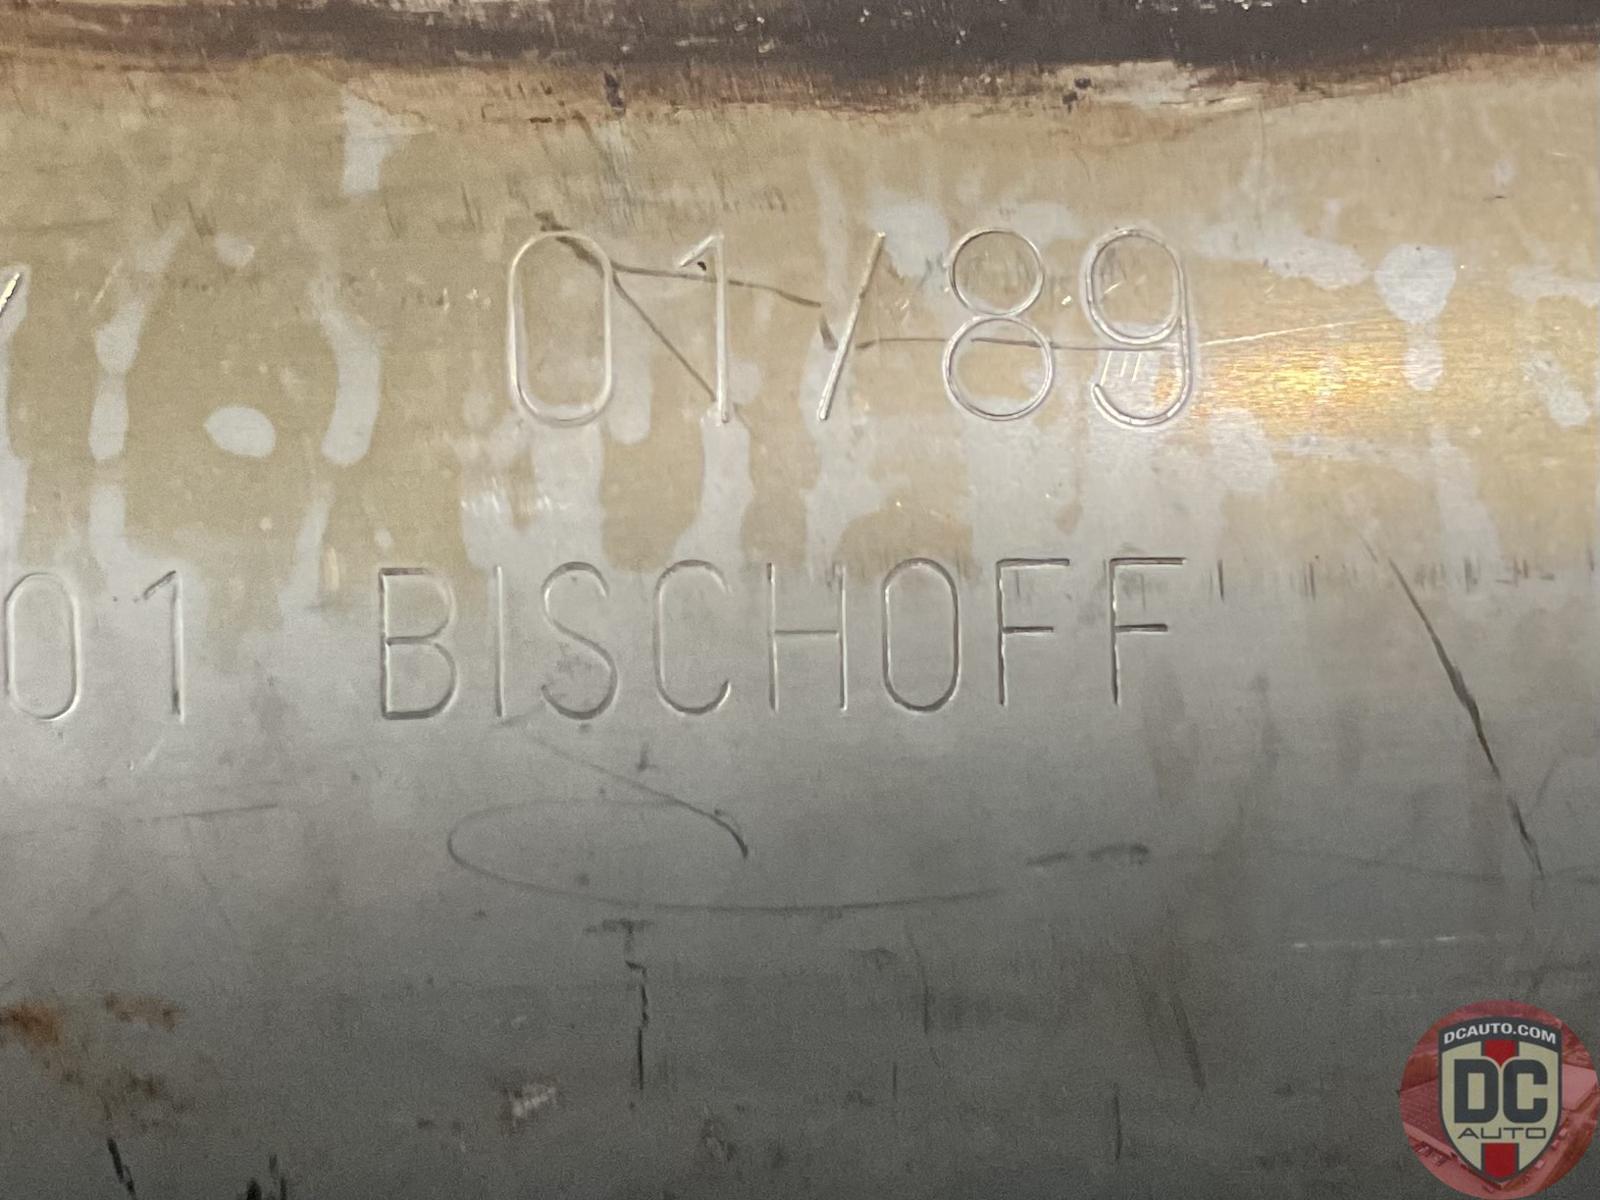 01/89
01 BISCHOFF
DCAUTO.COM
DC
AUTO